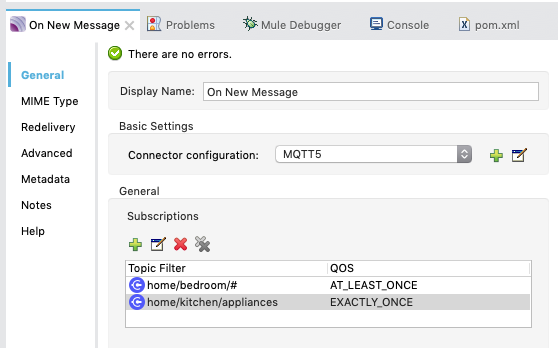 On New Message
Problems
Mule Debugger
Console
pom.xml
There are no errors.
General
MIME Type
Redelivery
Advanced
Metadata
Notes
Help
Display Name: On New Message
Basic Settings
Connector configuration: MQTT5
General
Subscriptions
Topic Filter QOS
home/bedroom/# AT_LEAST_ONCE
home/kitchen/appliances EXACTLY_ONCE